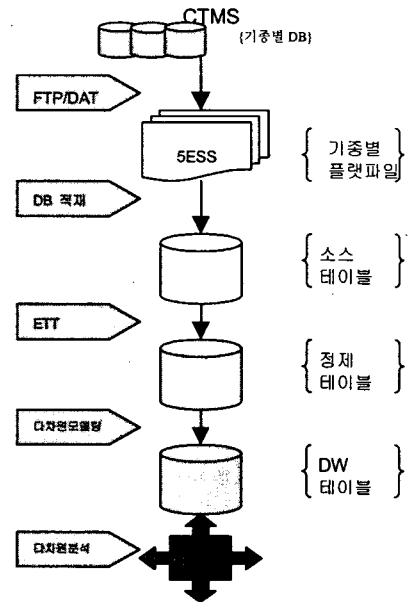 CTMS
{기종별 DB}
FTP/DAT
5ESS
기종별
플랫파일
DB 적재
소스
테이블
ETT
정제
테이블
다차원모델링
DW
테이블
다차원분석